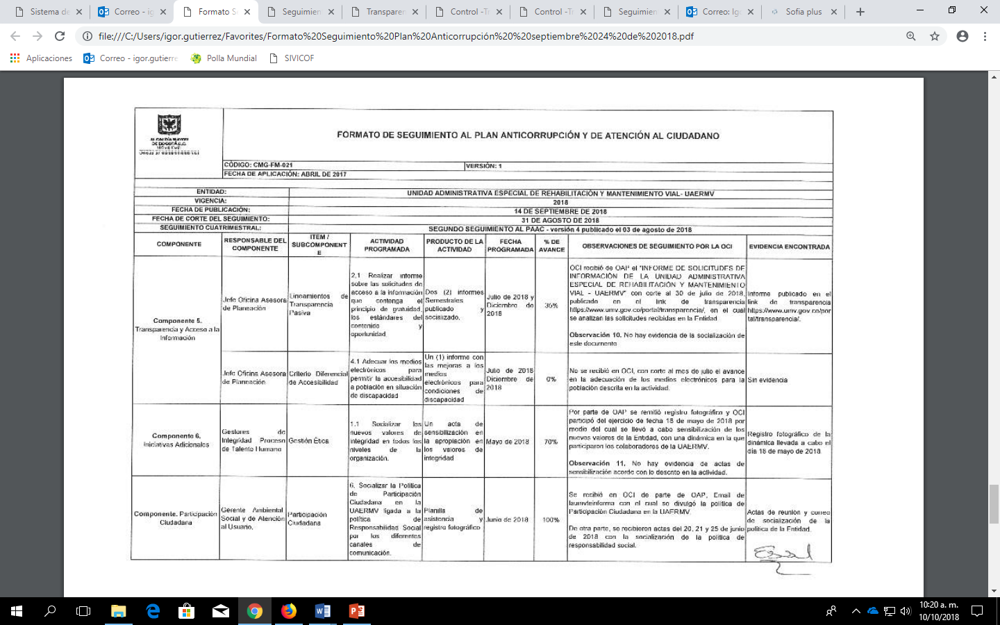 Sistema de
Correo - ig
Formato S
Seguimien
Transparen
Control -Tr
Control -Tr
Seguimien
Correo: Igo
Sofia plus
file:///C:/Users/igor.gutierrez/Favorites/Formato%20Seguimiento%20Plan%20Anticorrupción%20%20septiembre%2024%20de%202018.pdf
Aplicaciones
Correo - igor.gutierre
Polla Mundial
SIVICOF
ALCALDÍA MAYOR
DE BOGOTÁ D.C.
MOVILIDAD
FORMATO DE SEGUIMIENTO AL PLAN ANTICORRUPCIÓN Y DE ATENCIÓN AL CIUDADANO
CÓDIGO: CMG-FM-021
VERSIÓN: 1
FECHA DE APLICACIÓN: ABRIL DE 2017
ENTIDAD:
UNIDAD ADMINISTRATIVA ESPECIAL DE REHABILITACIÓN Y MANTENIMIENTO VIAL- UAERMV
VIGENCIA:
2018
FECHA DE PUBLICACIÓN:
14 DE SEPTIEMBRE DE 2018
FECHA DE CORTE DEL SEGUIMIENTO:
31 DE AGOSTO DE 2018
SEGUIMIENTO CUATRIMESTRAL:
SEGUNDO SEGUIMIENTO AL PAAC - versión 4 publicado el 03 de agosto de 2018
COMPONENTE
RESPONSABLE DEL
COMPONENTE
ITEM /
SUBCOMPONENT
E
ACTIVIDAD
PROGRAMADA
PRODUCTO DE LA
ACTIVIDAD
FECHA
PROGRAMADA
% DE
AVANCE
OBSERVACIONES DE SEGUIMIENTO POR LA OCI
EVIDENCIA ENCONTRADA
Componente 5.
Transparencia y Acceso a la
Información
Jefe Oficina Asesora
de Planeación
Lineamientos de
Transparencia
Pasiva
2,1 Realizar informe
sobre las solicitudes de
acceso a la información
que contenga el
principio de gratuidad,
los estándares del
contenido y
oportunidad
Dos (2) informes
Semestrales
publicado y
socializado.
Julio de 2018 y
Diciembre de
2018
35%
OCI recibió de OAP el "INFORME DE SOLICITUDES DE
INFORMACIÓN DE LA UNIDAD ADMINISTRATIVA
ESPECIAL DE REHABILITACIÓN Y MANTENIMIENTO
VIAL - UAERMV" con corte al 30 de julio de 2018,
publicado en el link de transparencia
https://www.umv.gov.co/portal/transparencia/, en el cual
se analizan las solicitudes recibidas en la Entidad
Observación 10. No hay evidencia de la socialización de
este documento
Informe publicado en el
link de transparencia
https://www.umv.gov.co/por
tal/transparencia/.
Jefe Oficina Asesora
de Planeación
Criterio Diferencial
de Accesibilidad
4.1 Adecuar los medios
electrónicos para
permitir la accesibilidad
a población en situación
de discapacidad
Un (1) informe con
las mejoras a los
medios
electrónicos para
condiciones de
discapacidad
Julio de 2018
Diciembre de
2018
0%
No se recibió en OCI, con corte al mes de julio el avance
en la adecuación de los medios electrónicos para la
población descrita en la actividad.
Sin evidencia
Componente 6.
Iniciativas Adicionales
Gestores de
Integridad Proceso
de Talento Humano
Gestión Ética
1.1 Socializar los
nuevos valores de
integridad en todos los
niveles de la
organización.
Un acta de
sensibilización en
la apropiación en
los valores de
integridad
Mayo de 2018
70%
Por parte de OAP se remitió registro fotográfico y OCI
participó del ejercicio de fecha 18 de mayo de 2018 por
medio del cual se llevó a cabo sensibilización de los
nuevos valores de la Entidad, con una dinámica en la que
participaron los colaboradores de la UAERMV.
Observación 11. No hay evidencia de actas de
sensibilización acorde con lo descrito en la actividad.
Registro fotográfico de la
dinámica llevada a cabo el
día 18 de mayo de 2018
Componente. Participación
Ciudadana
Gerente Ambiental
Social y de Atención
al Usuario.
Participación
Ciudadana
6. Socializar la Política
de Participación
Ciudadana en la
UAERMV ligada a la
política de
Responsabilidad Social
por los diferentes
canales de
comunicación.
Planilla de
asistencia y
registro fotográfico
Junio de 2018
100%
Se recibió en OCI de parte de OAP, Email de
laumvteinforma con el cual se divulgó la política de
Participación Ciudadana en la UAERMV.
De otra parte, se recibieron actas del 20, 21 y 25 de junio
de 2018 con la socialización de la política de
responsabilidad social.
Actas de reunión y correo
de socialización de la
política de la Entidad.
10:20 a. m.
10/10/2018